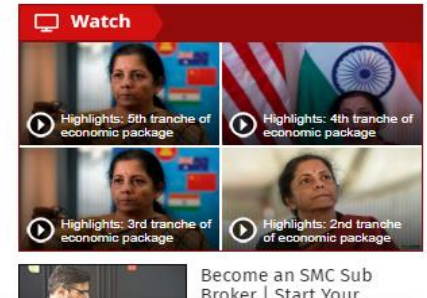 Watch
Highlights: 5th tranche of
economic package
Highlights: 4th tranche of
economic package
Highlights: 3rd tranche of
economic package
Highlights: 2nd tranche
of economic package
Become an SMC Sub
Broker | Start Your